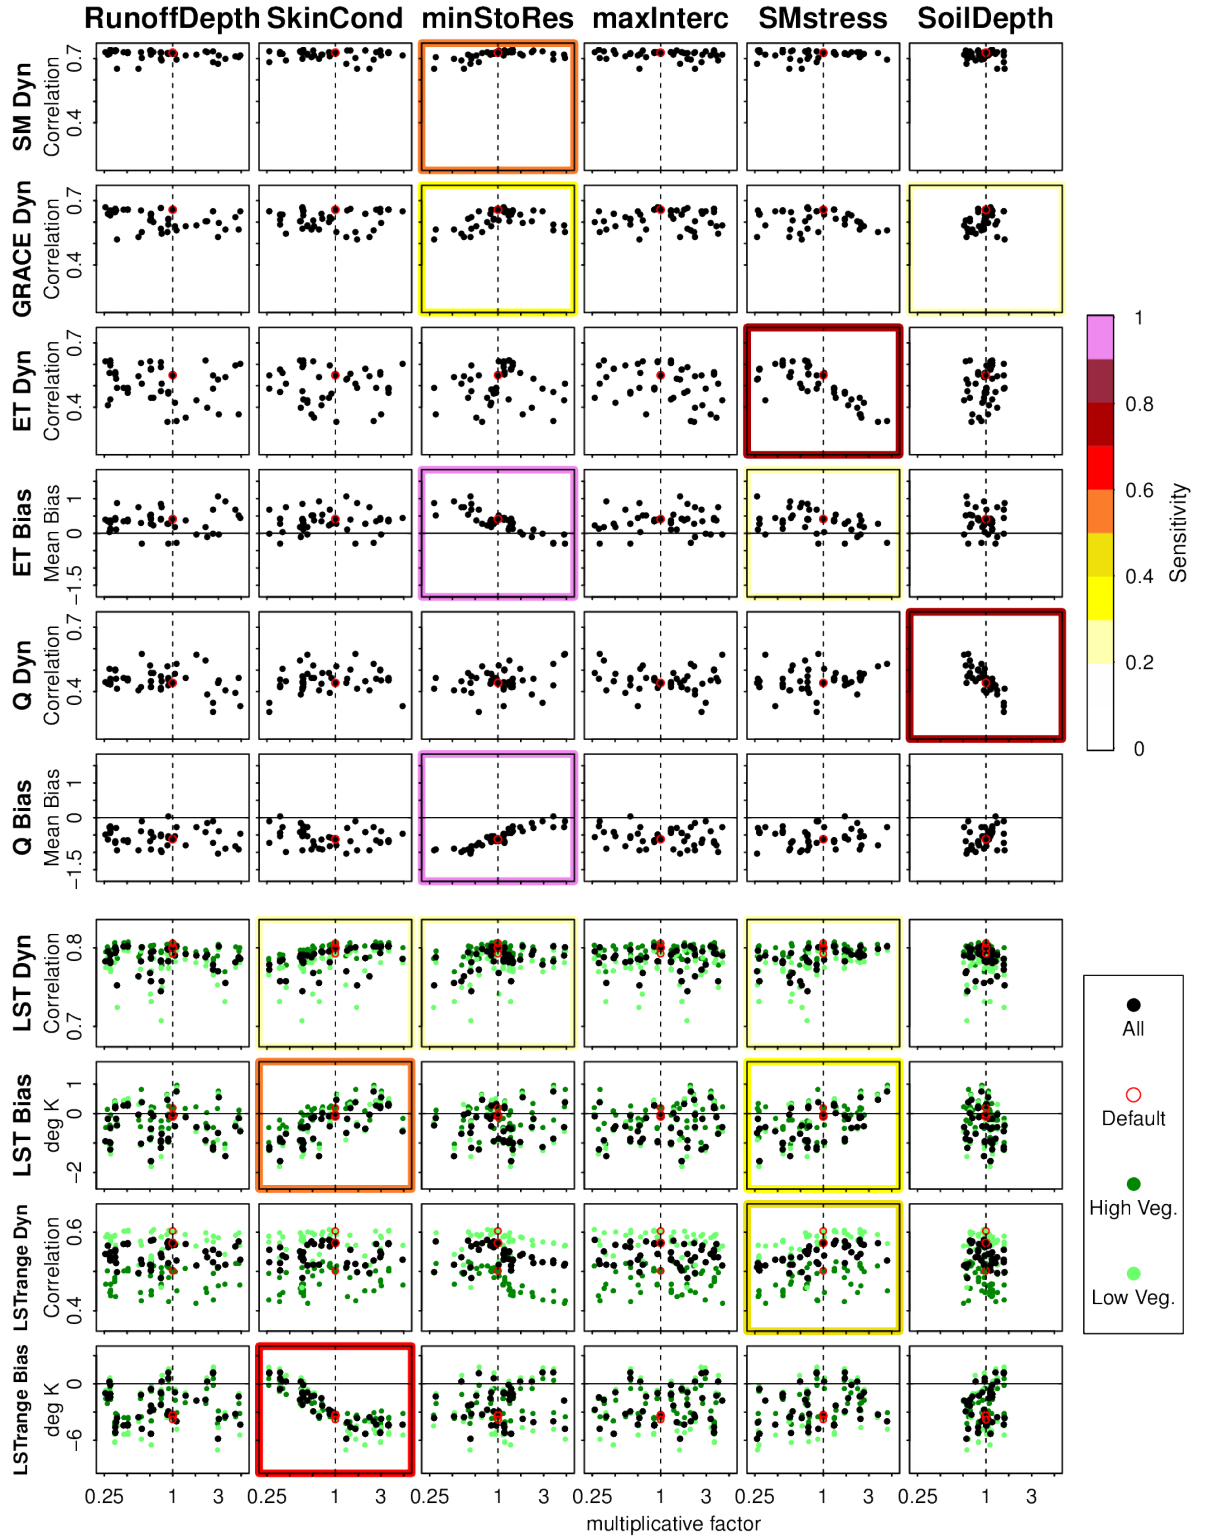 RunoffDepth SkinCond minStoRes maxInterc SMstress SoilDepth
SM Dyn
Correlation
0.4 0.7
GRACE Dyn
Correlation
0.4 0.7
ET Dyn
Correlation
0.4 0.7
ET Bias
Mean Bias
−1.5 0 1
Q Dyn
Correlation
0.4 0.7
Q Bias
Mean Bias
−1.5 0 1
LST Dyn
Correlation
0.7 0.8
LST Bias
deg K
−2 0 1
LSTrange Dyn
Correlation
0.4 0.6
LSTrange Bias
deg K
−6 0
0.25 1 3 0.25 1 3 0.25 1 3 0.25 1 3 0.25 1 3 0.25 1 3
multiplicative factor
1
0.8
0.6
0.4
0.2
0
Sensitivity
All
Default
High Veg.
Low Veg.